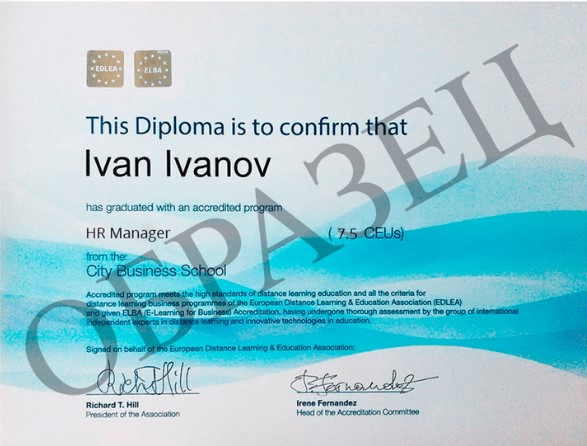 EDLEA
ELBA
This Diploma is to confirm that
Ivan Ivanov
has graduated with an accredited program
HR Manager ( 7.5 CEUs)
from the:
City Business School
Accredited program meets the high standards of distance learning education and all the criteria for
distance learning business programmes of the European Distance Learning & Education Association (EDLEA)
and given ELBA (E-Learning for Business) Accreditation, having undergone thorough assessment by the group of international
independent experts in distance learning and innovative technologies in education.
Signed on behalf of the European Distance Learning & Education Association:
Richard T. Hill
President of the Association
Irene Fernandez
Head of the Accreditation Committee
ОБРАЗЕЦ